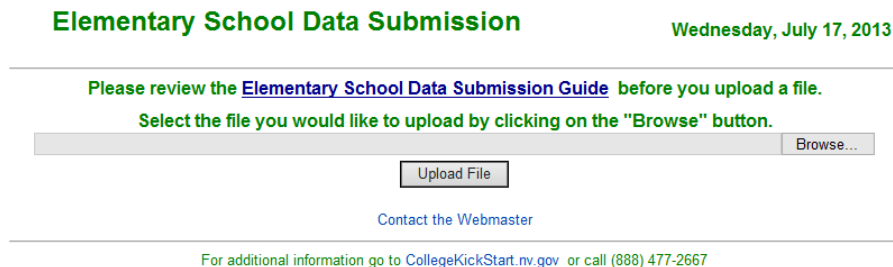 Elementary School Data Submission
Wednesday, July 17, 2013
Please review the Elementary School Data Submission Guide before you upload a file.
Select the file you would like to upload by clicking on the "Browse" button.
Browse...
Upload File
Contact the Webmaster
For additional information go to CollegeKickStart.nv.gov or call (888) 477-2667